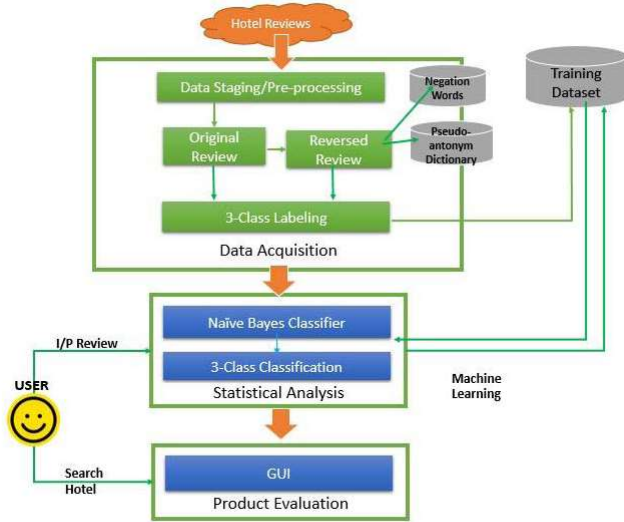 Hotel Reviews
Data Staging/Pre-processing
Negation
Words
Training
Dataset
Original
Review
Reversed
Review
Pseudo-
antonym
Dictionary
3-Class Labeling
Data Acquisition
Naïve Bayes Classifier
I/P Review
3-Class Classification
Statistical Analysis
Machine
Learning
USER
Search
Hotel
GUI
Product Evaluation